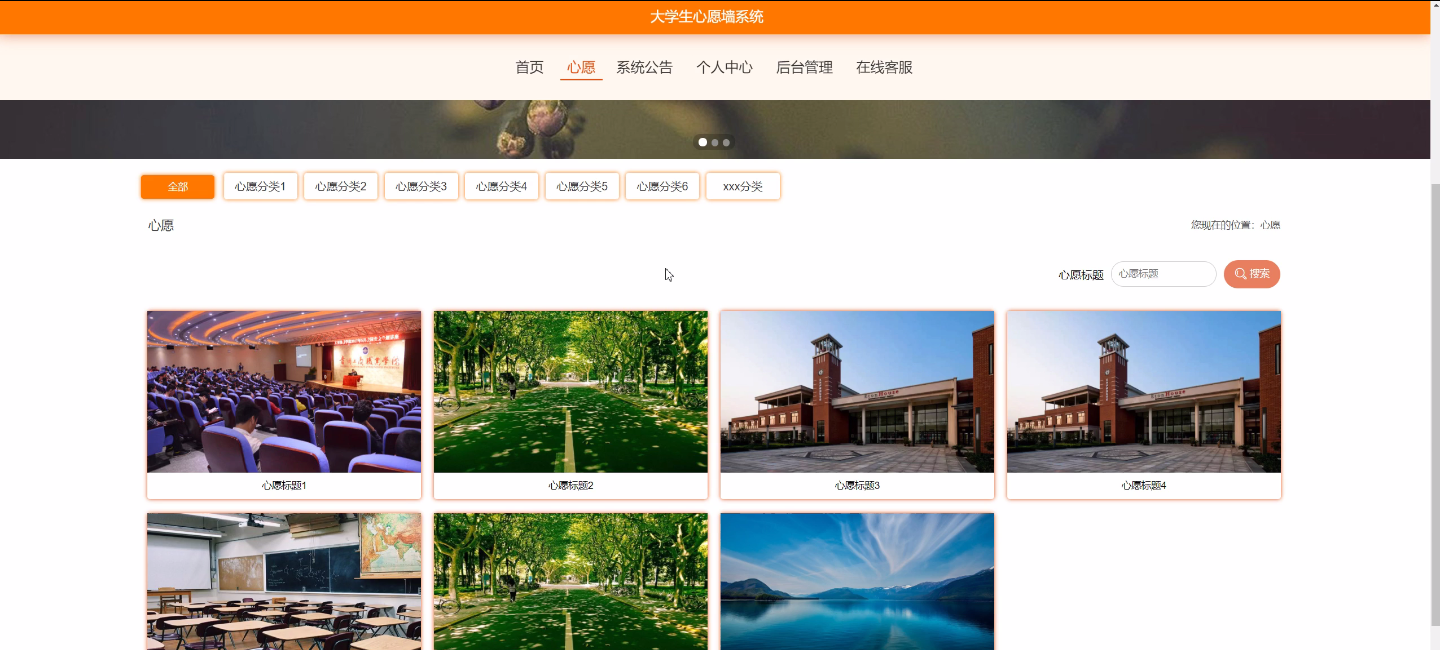 大学生心愿墙系统
首页 心愿 系统公告 个人中心 后台管理 在线客服
全部 心愿分类1 心愿分类2 心愿分类3 心愿分类4 心愿分类5 心愿分类6 xxx分类
心愿 您现在的位置：心愿
心愿标题 心愿标题 搜索
心愿标题1 心愿标题2 心愿标题3 心愿标题4